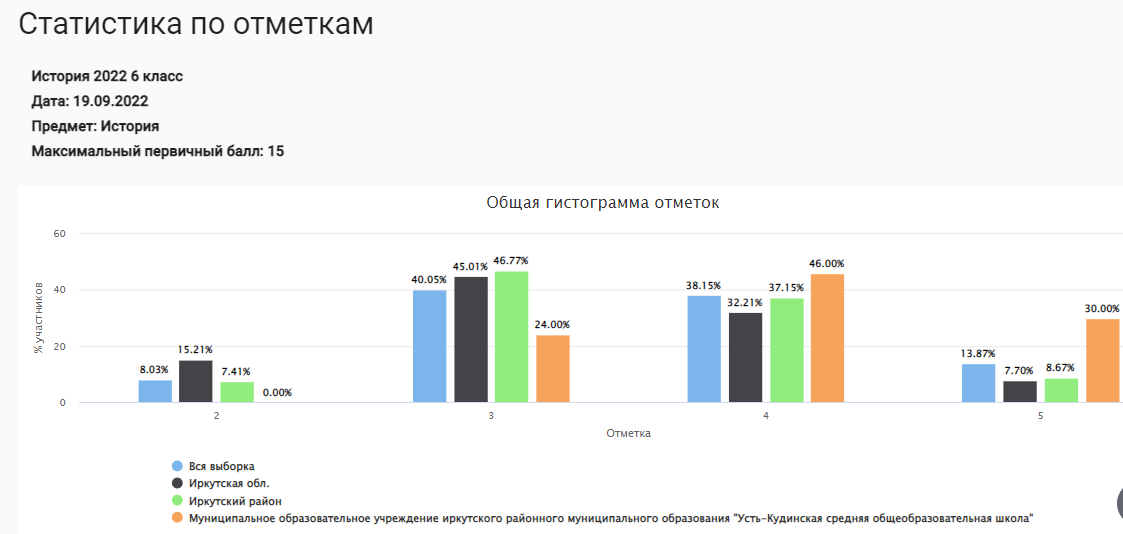 Статистика по отметкам
История 2022 6 класс
Дата: 19.09.2022
Предмет: История
Максимальный первичный балл: 15
Общая гистограмма отметок
% участников
60
40
20
0
8.03%
15.21%
7.41%
0.00%
40.05%
45.01%
46.77%
24.00%
38.15%
32.21%
37.15%
46.00%
13.87%
7.70%
8.67%
30.00%
2
3
4
5
Отметка
Вся выборка
Иркутская обл.
Иркутский район
Муниципальное образовательное учреждение иркутского районного муниципального образования "Усть-Кудинская средняя общеобразовательная школа"